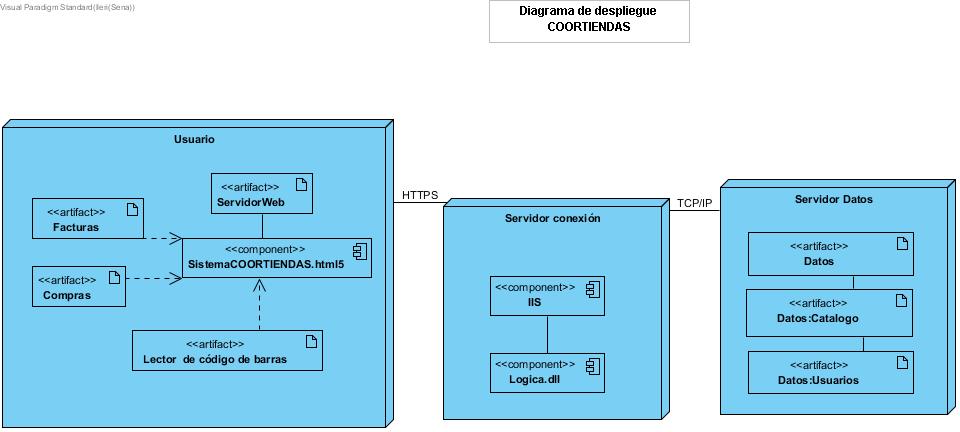 Visual Paradigm Standard(Ileri(Sena))
Diagrama de despliegue
COORTIENDAS
Usuario
<<artifact>>
ServidorWeb
<<artifact>>
Facturas
<<component>>
SistemaCOORTIENDAS.html5
<<artifact>>
Compras
<<artifact>>
Lector de código de barras
HTTPS
Servidor conexión
<<component>>
IIS
<<component>>
Logica.dll
TCP/IP
Servidor Datos
<<artifact>>
Datos
<<artifact>>
Datos:Catalogo
<<artifact>>
Datos:Usuarios